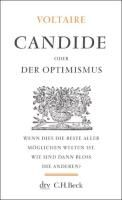 VOLTAIRE
CANDIDE
ODER
DER OPTIMISMUS
WENN DIES DIE BESTE ALLER
MÖGLICHEN WELTEN IST,
WIE SIND DANN BLOSS
DIE ANDEREN?
dtv C.H.Beck